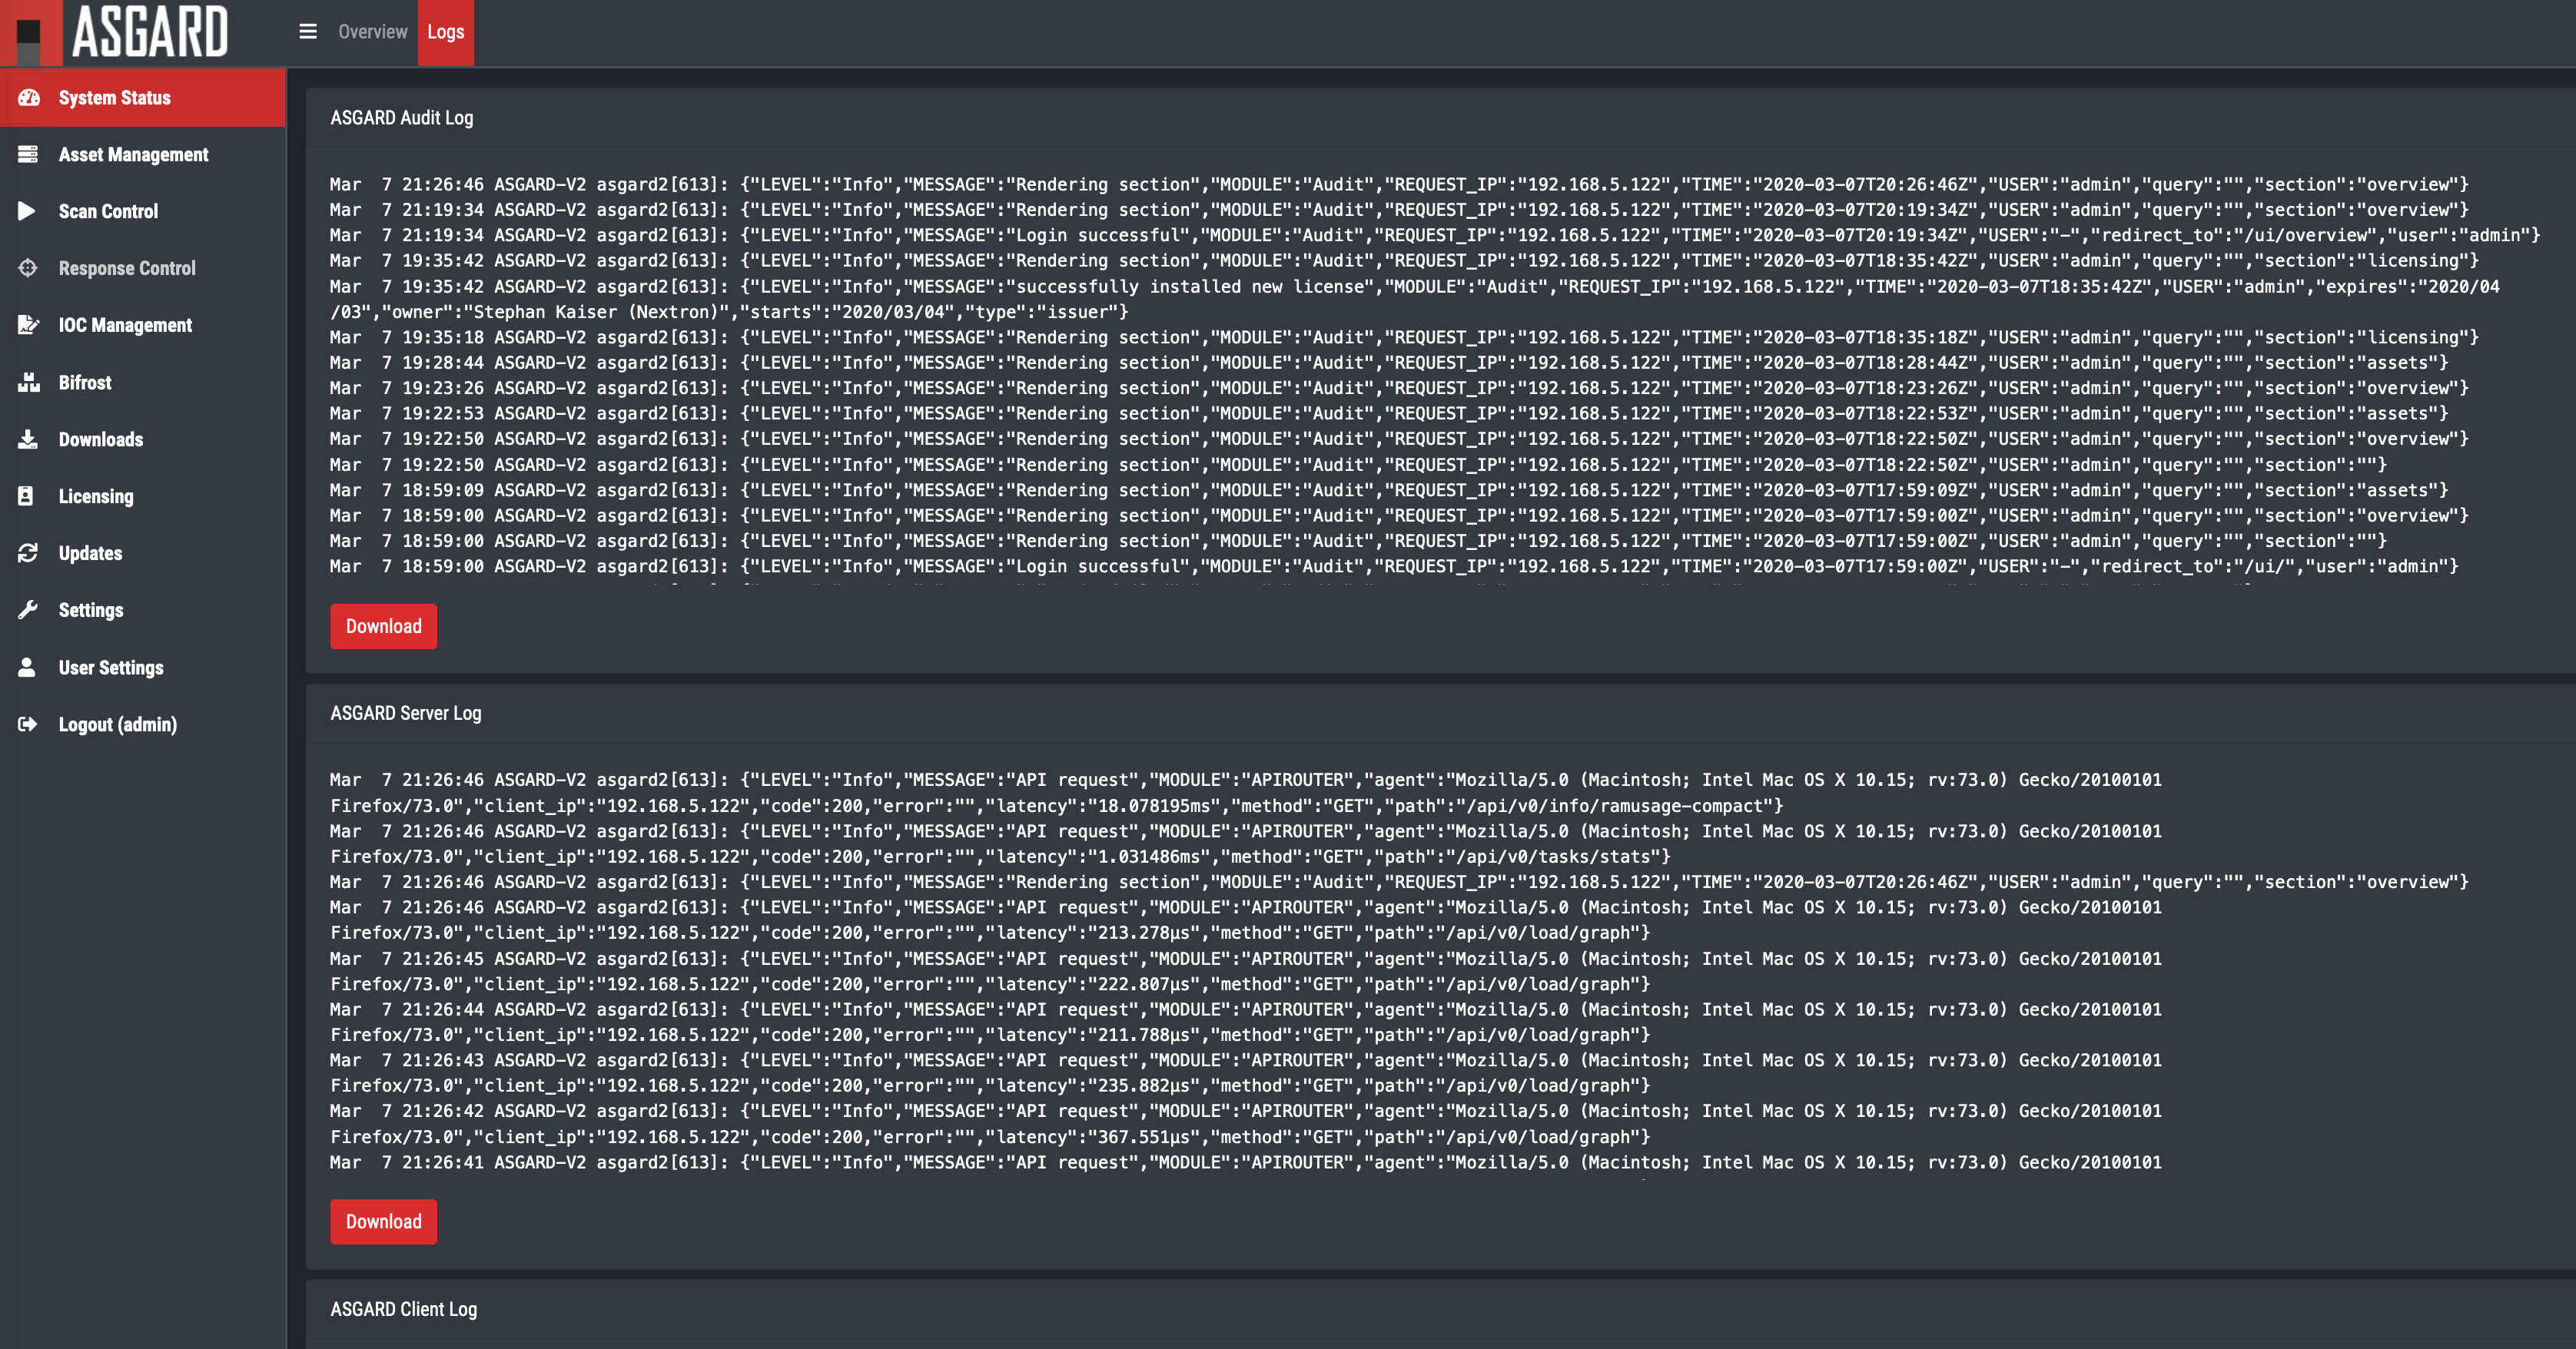 ASGARD
Overview
Logs
System Status
Asset Management
Scan Control
Response Control
IOC Management
Bifrost
Downloads
Licensing
Updates
Settings
User Settings
Logout (admin)
ASGARD Audit Log
Mar  7 21:26:46 ASGARD-V2 asgard2[613]: {"LEVEL":"Info","MESSAGE":"Rendering section","MODULE":"Audit","REQUEST_IP":"192.168.5.122","TIME":"2020-03-07T20:26:46Z","USER":"admin","query":"","section":"overview"}
Mar  7 21:19:34 ASGARD-V2 asgard2[613]: {"LEVEL":"Info","MESSAGE":"Rendering section","MODULE":"Audit","REQUEST_IP":"192.168.5.122","TIME":"2020-03-07T20:19:34Z","USER":"admin","query":"","section":"overview"}
Mar  7 21:19:34 ASGARD-V2 asgard2[613]: {"LEVEL":"Info","MESSAGE":"Login successful","MODULE":"Audit","REQUEST_IP":"192.168.5.122","TIME":"2020-03-07T20:19:34Z","USER":"-","redirect_to":"/ui/overview","user":"admin"}
Mar  7 19:35:42 ASGARD-V2 asgard2[613]: {"LEVEL":"Info","MESSAGE":"Rendering section","MODULE":"Audit","REQUEST_IP":"192.168.5.122","TIME":"2020-03-07T18:35:42Z","USER":"admin","query":"","section":"licensing"}
Mar  7 19:35:42 ASGARD-V2 asgard2[613]: {"LEVEL":"Info","MESSAGE":"successfully installed new license","MODULE":"Audit","REQUEST_IP":"192.168.5.122","TIME":"2020-03-07T18:35:42Z","USER":"admin","expires":"2020/04
/03","owner":"Stephan Kaiser (Nextron)","starts":"2020/03/04","type":"issuer"}
Mar  7 19:35:18 ASGARD-V2 asgard2[613]: {"LEVEL":"Info","MESSAGE":"Rendering section","MODULE":"Audit","REQUEST_IP":"192.168.5.122","TIME":"2020-03-07T18:35:18Z","USER":"admin","query":"","section":"licensing"}
Mar  7 19:28:44 ASGARD-V2 asgard2[613]: {"LEVEL":"Info","MESSAGE":"Rendering section","MODULE":"Audit","REQUEST_IP":"192.168.5.122","TIME":"2020-03-07T18:28:44Z","USER":"admin","query":"","section":"assets"}
Mar  7 19:23:26 ASGARD-V2 asgard2[613]: {"LEVEL":"Info","MESSAGE":"Rendering section","MODULE":"Audit","REQUEST_IP":"192.168.5.122","TIME":"2020-03-07T18:23:26Z","USER":"admin","query":"","section":"overview"}
Mar  7 19:22:53 ASGARD-V2 asgard2[613]: {"LEVEL":"Info","MESSAGE":"Rendering section","MODULE":"Audit","REQUEST_IP":"192.168.5.122","TIME":"2020-03-07T18:22:53Z","USER":"admin","query":"","section":"assets"}
Mar  7 19:22:50 ASGARD-V2 asgard2[613]: {"LEVEL":"Info","MESSAGE":"Rendering section","MODULE":"Audit","REQUEST_IP":"192.168.5.122","TIME":"2020-03-07T18:22:50Z","USER":"admin","query":"","section":"overview"}
Mar  7 19:22:50 ASGARD-V2 asgard2[613]: {"LEVEL":"Info","MESSAGE":"Rendering section","MODULE":"Audit","REQUEST_IP":"192.168.5.122","TIME":"2020-03-07T18:22:50Z","USER":"admin","query":"","section":""}
Mar  7 18:59:09 ASGARD-V2 asgard2[613]: {"LEVEL":"Info","MESSAGE":"Rendering section","MODULE":"Audit","REQUEST_IP":"192.168.5.122","TIME":"2020-03-07T17:59:09Z","USER":"admin","query":"","section":"assets"}
Mar  7 18:59:00 ASGARD-V2 asgard2[613]: {"LEVEL":"Info","MESSAGE":"Rendering section","MODULE":"Audit","REQUEST_IP":"192.168.5.122","TIME":"2020-03-07T17:59:00Z","USER":"admin","query":"","section":"overview"}
Mar  7 18:59:00 ASGARD-V2 asgard2[613]: {"LEVEL":"Info","MESSAGE":"Rendering section","MODULE":"Audit","REQUEST_IP":"192.168.5.122","TIME":"2020-03-07T17:59:00Z","USER":"admin","query":"","section":""}
Mar  7 18:59:00 ASGARD-V2 asgard2[613]: {"LEVEL":"Info","MESSAGE":"Login successful","MODULE":"Audit","REQUEST_IP":"192.168.5.122","TIME":"2020-03-07T17:59:00Z","USER":"-","redirect_to":"/ui/","user":"admin"}
Download
ASGARD Server Log
Mar  7 21:26:46 ASGARD-V2 asgard2[613]: {"LEVEL":"Info","MESSAGE":"API request","MODULE":"APIROUTER","agent":"Mozilla/5.0 (Macintosh; Intel Mac OS X 10.15; rv:73.0) Gecko/20100101
Firefox/73.0","client_ip":"192.168.5.122","code":200,"error":"","latency":"18.078195ms","method":"GET","path":"/api/v0/info/ramusage-compact"}
Mar  7 21:26:46 ASGARD-V2 asgard2[613]: {"LEVEL":"Info","MESSAGE":"API request","MODULE":"APIROUTER","agent":"Mozilla/5.0 (Macintosh; Intel Mac OS X 10.15; rv:73.0) Gecko/20100101
Firefox/73.0","client_ip":"192.168.5.122","code":200,"error":"","latency":"1.031486ms","method":"GET","path":"/api/v0/tasks/stats"}
Mar  7 21:26:46 ASGARD-V2 asgard2[613]: {"LEVEL":"Info","MESSAGE":"Rendering section","MODULE":"Audit","REQUEST_IP":"192.168.5.122","TIME":"2020-03-07T20:26:46Z","USER":"admin","query":"","section":"overview"}
Mar  7 21:26:46 ASGARD-V2 asgard2[613]: {"LEVEL":"Info","MESSAGE":"API request","MODULE":"APIROUTER","agent":"Mozilla/5.0 (Macintosh; Intel Mac OS X 10.15; rv:73.0) Gecko/20100101
Firefox/73.0","client_ip":"192.168.5.122","code":200,"error":"","latency":"213.278µs","method":"GET","path":"/api/v0/load/graph"}
Mar  7 21:26:45 ASGARD-V2 asgard2[613]: {"LEVEL":"Info","MESSAGE":"API request","MODULE":"APIROUTER","agent":"Mozilla/5.0 (Macintosh; Intel Mac OS X 10.15; rv:73.0) Gecko/20100101
Firefox/73.0","client_ip":"192.168.5.122","code":200,"error":"","latency":"222.807µs","method":"GET","path":"/api/v0/load/graph"}
Mar  7 21:26:44 ASGARD-V2 asgard2[613]: {"LEVEL":"Info","MESSAGE":"API request","MODULE":"APIROUTER","agent":"Mozilla/5.0 (Macintosh; Intel Mac OS X 10.15; rv:73.0) Gecko/20100101
Firefox/73.0","client_ip":"192.168.5.122","code":200,"error":"","latency":"211.788µs","method":"GET","path":"/api/v0/load/graph"}
Mar  7 21:26:43 ASGARD-V2 asgard2[613]: {"LEVEL":"Info","MESSAGE":"API request","MODULE":"APIROUTER","agent":"Mozilla/5.0 (Macintosh; Intel Mac OS X 10.15; rv:73.0) Gecko/20100101
Firefox/73.0","client_ip":"192.168.5.122","code":200,"error":"","latency":"235.882µs","method":"GET","path":"/api/v0/load/graph"}
Mar  7 21:26:42 ASGARD-V2 asgard2[613]: {"LEVEL":"Info","MESSAGE":"API request","MODULE":"APIROUTER","agent":"Mozilla/5.0 (Macintosh; Intel Mac OS X 10.15; rv:73.0) Gecko/20100101
Firefox/73.0","client_ip":"192.168.5.122","code":200,"error":"","latency":"367.551µs","method":"GET","path":"/api/v0/load/graph"}
Mar  7 21:26:41 ASGARD-V2 asgard2[613]: {"LEVEL":"Info","MESSAGE":"API request","MODULE":"APIROUTER","agent":"Mozilla/5.0 (Macintosh; Intel Mac OS X 10.15; rv:73.0) Gecko/20100101
Download
ASGARD Client Log